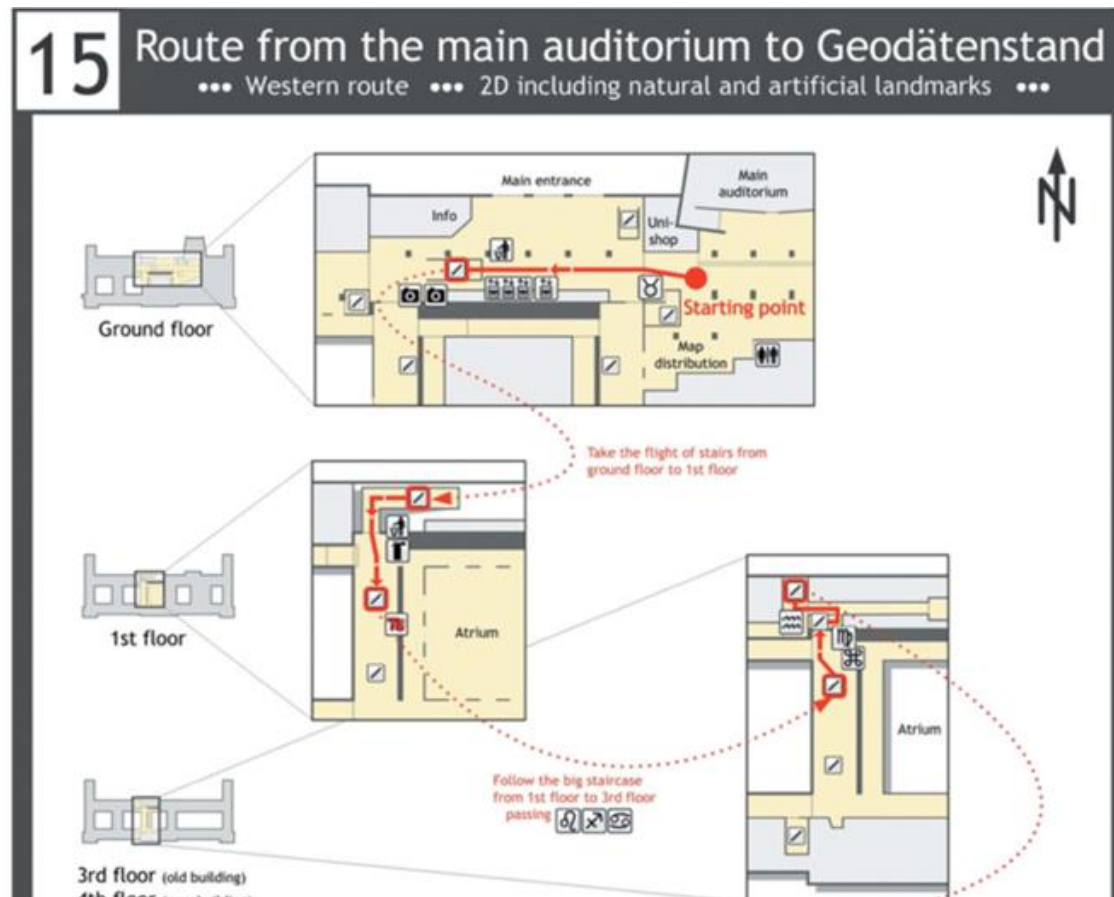 15
Route from the main auditorium to Geodätenstand
••• Western route ••• 2D including natural and artificial landmarks •••
N
Main entrance
Main
auditorium
Info
Uni-
shop
Starting point
Map
distribution
Ground floor
Take the flight of stairs from
ground floor to 1st floor
1st floor
Atrium
Atrium
Follow the big staircase
from 1st floor to 3rd floor
passing
3rd floor (old building)
4th floor